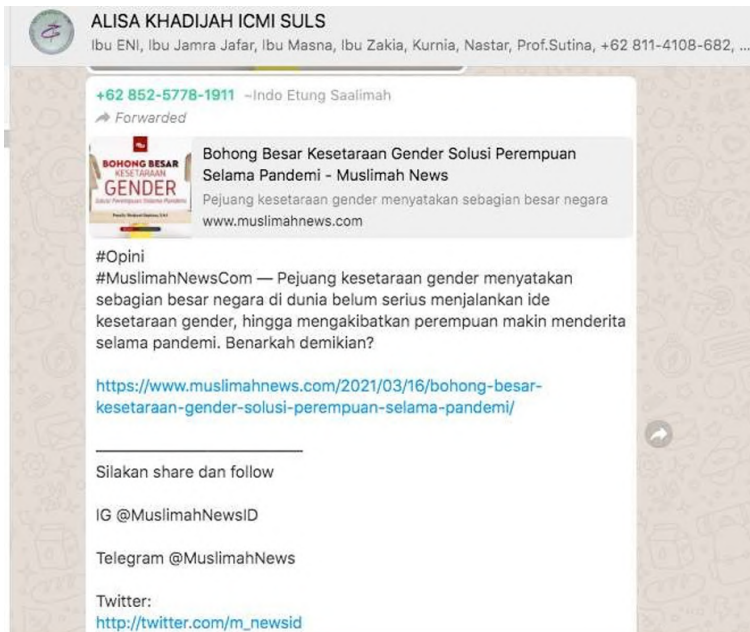 ALISA KHADIJAH ICMI SULS
Ibu ENI, Ibu Jamra Jafar, Ibu Masna, Ibu Zakia, Kurnia, Nastar, Prof.Sutina, +62 811-4108-682, ...
+62 852-5778-1911 ~Indo Etung Saalimah
Forwarded
BOHONG BESAR
KESETARAAN
GENDER
Solusi Perempuan Selama Pandemi
Bohong Besar Kesetaraan Gender Solusi Perempuan
Selama Pandemi - Muslimah News
Pejuang kesetaraan gender menyatakan sebagian besar negara
www.muslimahnews.com
#Opini
#MuslimahNewsCom — Pejuang kesetaraan gender menyatakan
sebagian besar negara di dunia belum serius menjalankan ide
kesetaraan gender, hingga mengakibatkan perempuan makin menderita
selama pandemi. Benarkah demikian?
https://www.muslimahnews.com/2021/03/16/bohong-besar-
kesetaraan-gender-solusi-perempuan-selama-pandemi/
Silakan share dan follow
IG @MuslimahNewsID
Telegram @MuslimahNews
Twitter:
http://twitter.com/m_newsid